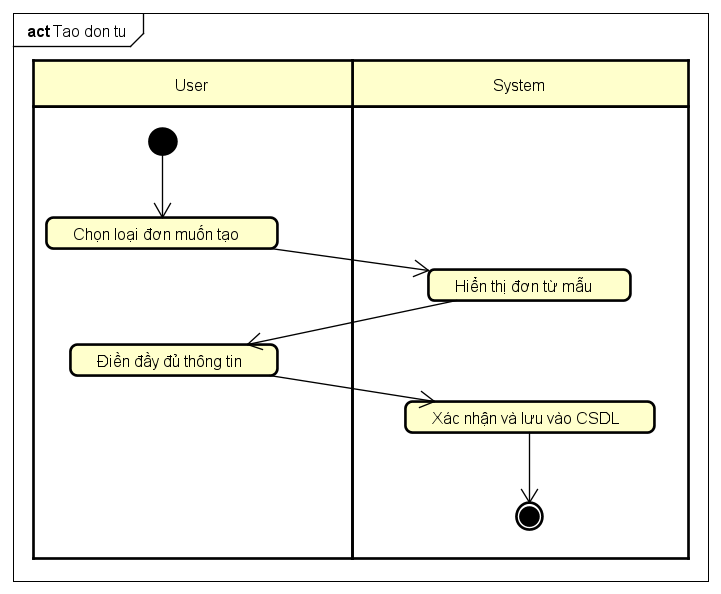 act Tao don tu
User
System
Chọn loại đơn muốn tạo
Hiển thị đơn từ mẫu
Điền đầy đủ thông tin
Xác nhận và lưu vào CSDL